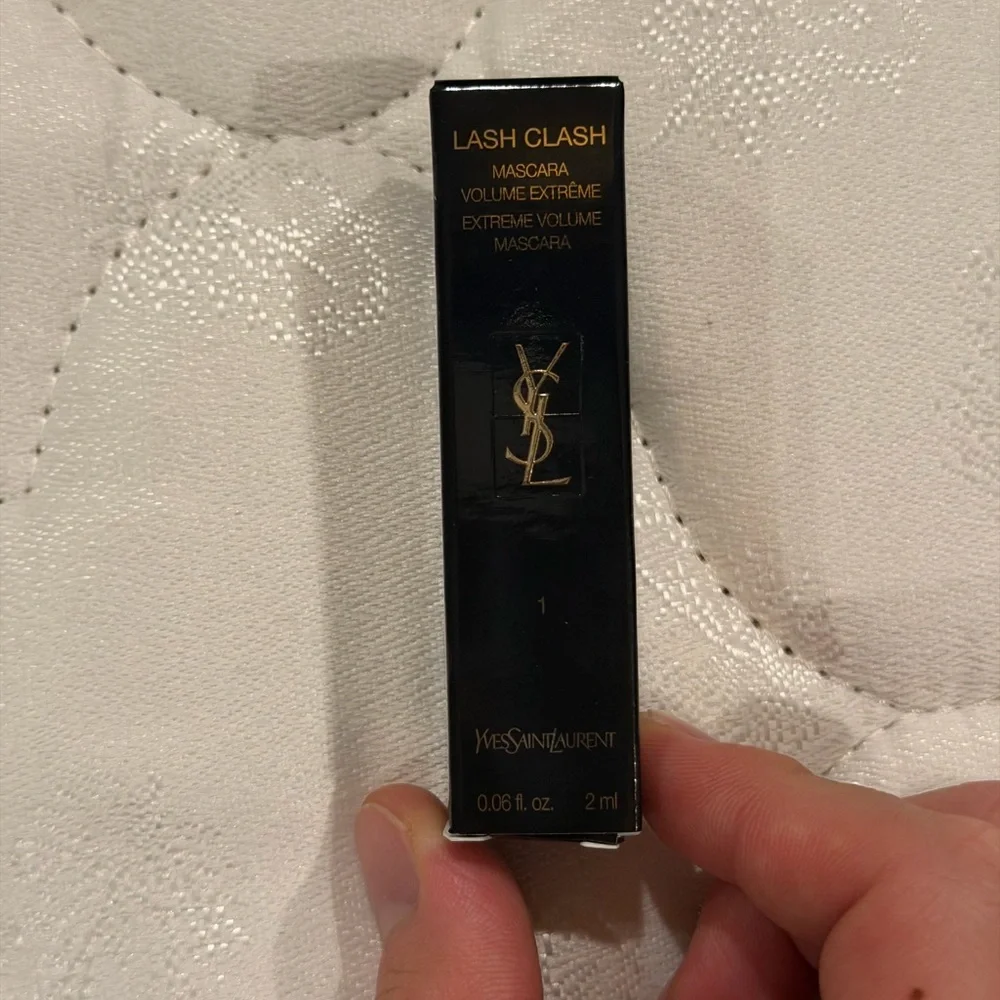 LASH CLASH
MASCARA
VOLUME EXTRÊME
EXTREME VOLUME
MASCARA
YSL
1
YVESSAINTLAURENT
0.06 fl. oz. 2 ml